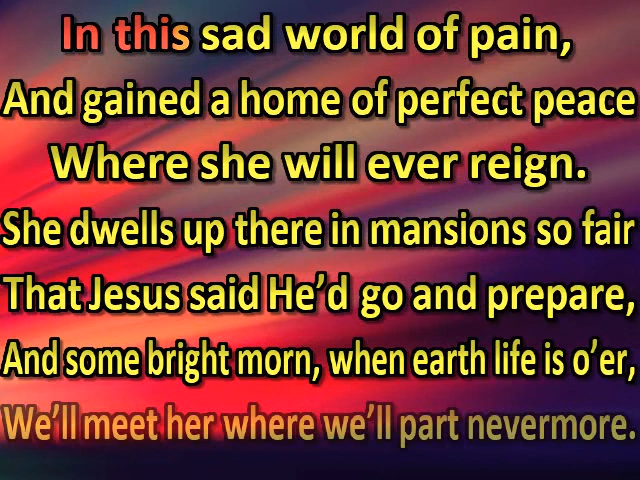 In this sad world of pain,
And gained a home of perfect peace
Where she will ever reign.
She dwells up there in mansions so fair
That Jesus said He’d go and prepare,
And some bright morn, when earth life is o’er,
We’ll meet her where we’ll part nevermore.